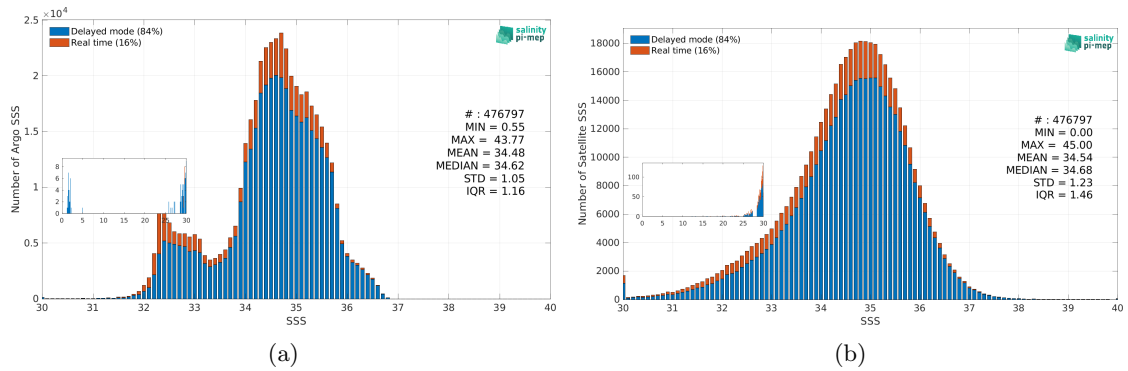 2.5 ×10⁴
2
1.5
1
0.5
0
30 31 32 33 34 35 36 37 38 39 40
Number of Argo SSS
SSS
Delayed mode (84%)
Real time (16%)
salinity
pi-mep
# : 476797
MIN = 0.55
MAX = 43.77
MEAN = 34.48
MEDIAN = 34.62
STD = 1.05
IQR = 1.16
8
6
4
2
0
0 5 10 15 20 25 30
(a)
18000
16000
14000
12000
10000
8000
6000
4000
2000
0
30 31 32 33 34 35 36 37 38 39 40
Number of Satellite SSS
SSS
Delayed mode (84%)
Real time (16%)
salinity
pi-mep
# : 476797
MIN = 0.00
MAX = 45.00
MEAN = 34.54
MEDIAN = 34.68
STD = 1.23
IQR = 1.46
100
50
0
0 5 10 15 20 25 30
(b)